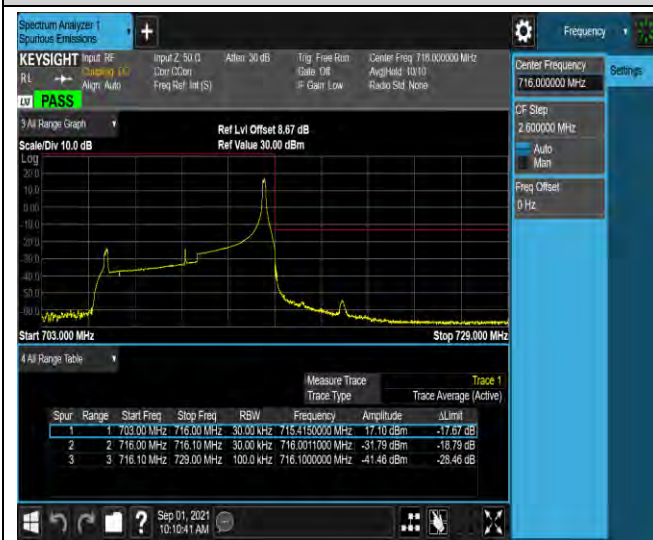 Spectrum Analyzer 1
Spurious Emissions
Frequency
KEYSIGHT Input: RF Input Z: 50 Ω Atten: 30 dB Trig: Free Run Center Freq: 716.000000 MHz
RL Coupling: DC Corr CCorr Gate: Off Avg|Hold: 10/10
Align: Auto Freq Ref: Int (S) IF Gain: Low Radio Std: None
LW PASS
Center Frequency
716.000000 MHz
Settings
CF Step
2.600000 MHz
Auto
Man
Freq Offset
0 Hz
3 All Range Graph
Ref Lvl Offset 8.67 dB
Scale/Div 10.0 dB Ref Value 30.00 dBm
Log
20.0
10.0
0.00
-10.0
-20.0
-30.0
-40.0
-50.0
-60.0
Start 703.000 MHz Stop 729.000 MHz
4 All Range Table
Measure Trace Trace 1
Trace Type Trace Average (Active)
Spur Range Start Freq Stop Freq RBW Frequency Amplitude ΔLimit
1 1 703.00 MHz 716.00 MHz 30.00 kHz 715.4150000 MHz 17.10 dBm -17.67 dB
2 2 716.00 MHz 716.10 MHz 30.00 kHz 716.0011000 MHz -31.79 dBm -18.79 dB
3 3 716.10 MHz 729.00 MHz 100.0 kHz 716.1000000 MHz -41.46 dBm -28.46 dB
Sep 01, 2021
10:10:41 AM